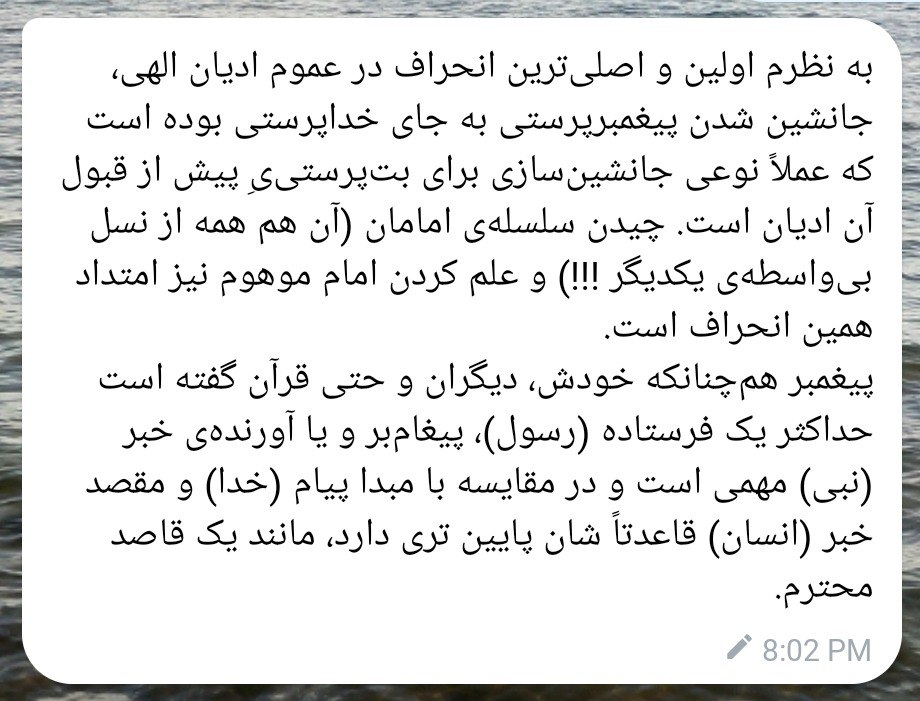 به نظرم اولین و اصلی‌ترین انحراف در عموم ادیان الهی،
جانشین شدن پیغمبرپرستی به جای خداپرستی بوده است
که عملاً نوعی جانشین‌سازی برای بت‌پرستی‌یِ پیش از قبول
آن ادیان است. چیدن سلسله‌ی امامان (آن هم همه از نسل
بی‌واسطه‌ی یکدیگر !!!) و علم کردن امام موهوم نیز امتداد
همین انحراف است.
پیغمبر هم‌چنانکه خودش، دیگران و حتی قرآن گفته است
حداکثر یک فرستاده (رسول)، پیغام‌بر و یا آورنده‌ی خبر
(نبی) مهمی است و در مقایسه با مبدا پیام (خدا) و مقصد
خبر (انسان) قاعدتاً شان پایین تری دارد، مانند یک قاصد
محترم.
8:02 PM